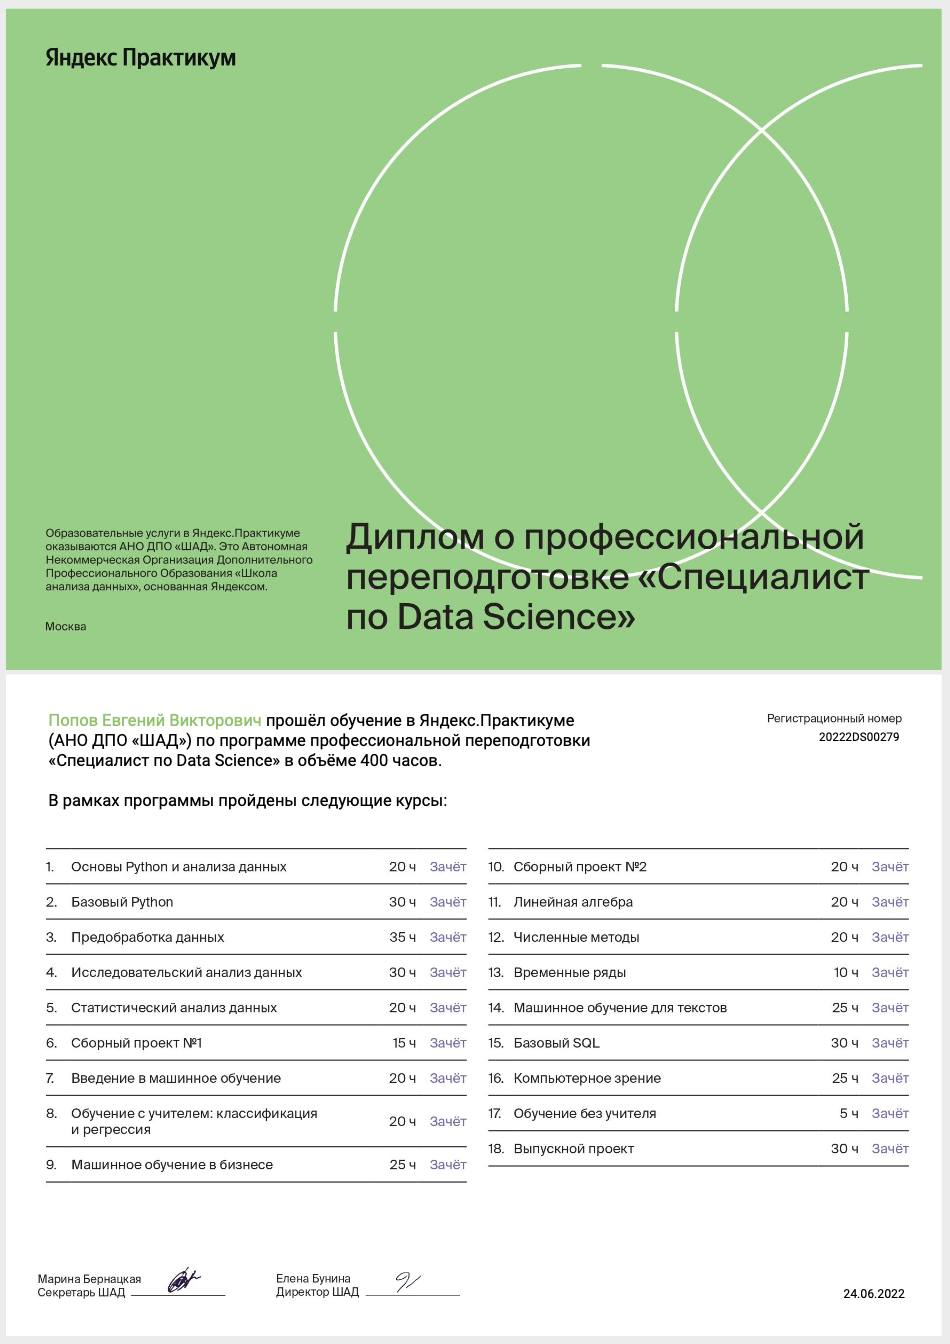 Яндекс Практикум
Образовательные услуги в Яндекс.Практикуме
оказываются АНО ДПО «ШАД». Это Автономная
Некоммерческая Организация Дополнительного
Профессионального Образования «Школа
анализа данных», основанная Яндексом.
Москва
Диплом о профессиональной
переподготовке «Специалист
по Data Science»
Попов Евгений Викторович прошёл обучение в Яндекс.Практикуме
(АНО ДПО «ШАД») по программе профессиональной переподготовки
«Специалист по Data Science» в объёме 400 часов.
Регистрационный номер
20222DS00279
В рамках программы пройдены следующие курсы:
1. Основы Python и анализа данных 20 ч Зачёт
2. Базовый Python 30 ч Зачёт
3. Предобработка данных 35 ч Зачёт
4. Исследовательский анализ данных 30 ч Зачёт
5. Статистический анализ данных 20 ч Зачёт
6. Сборный проект №1 15 ч Зачёт
7. Введение в машинное обучение 20 ч Зачёт
8. Обучение с учителем: классификация
и регрессия 20 ч Зачёт
9. Машинное обучение в бизнесе 25 ч Зачёт
10. Сборный проект №2 20 ч Зачёт
11. Линейная алгебра 20 ч Зачёт
12. Численные методы 20 ч Зачёт
13. Временные ряды 10 ч Зачёт
14. Машинное обучение для текстов 25 ч Зачёт
15. Базовый SQL 30 ч Зачёт
16. Компьютерное зрение 25 ч Зачёт
17. Обучение без учителя 5 ч Зачёт
18. Выпускной проект 30 ч Зачёт
Марина Бернацкая
Секретарь ШАД
Елена Бунина
Директор ШАД
24.06.2022